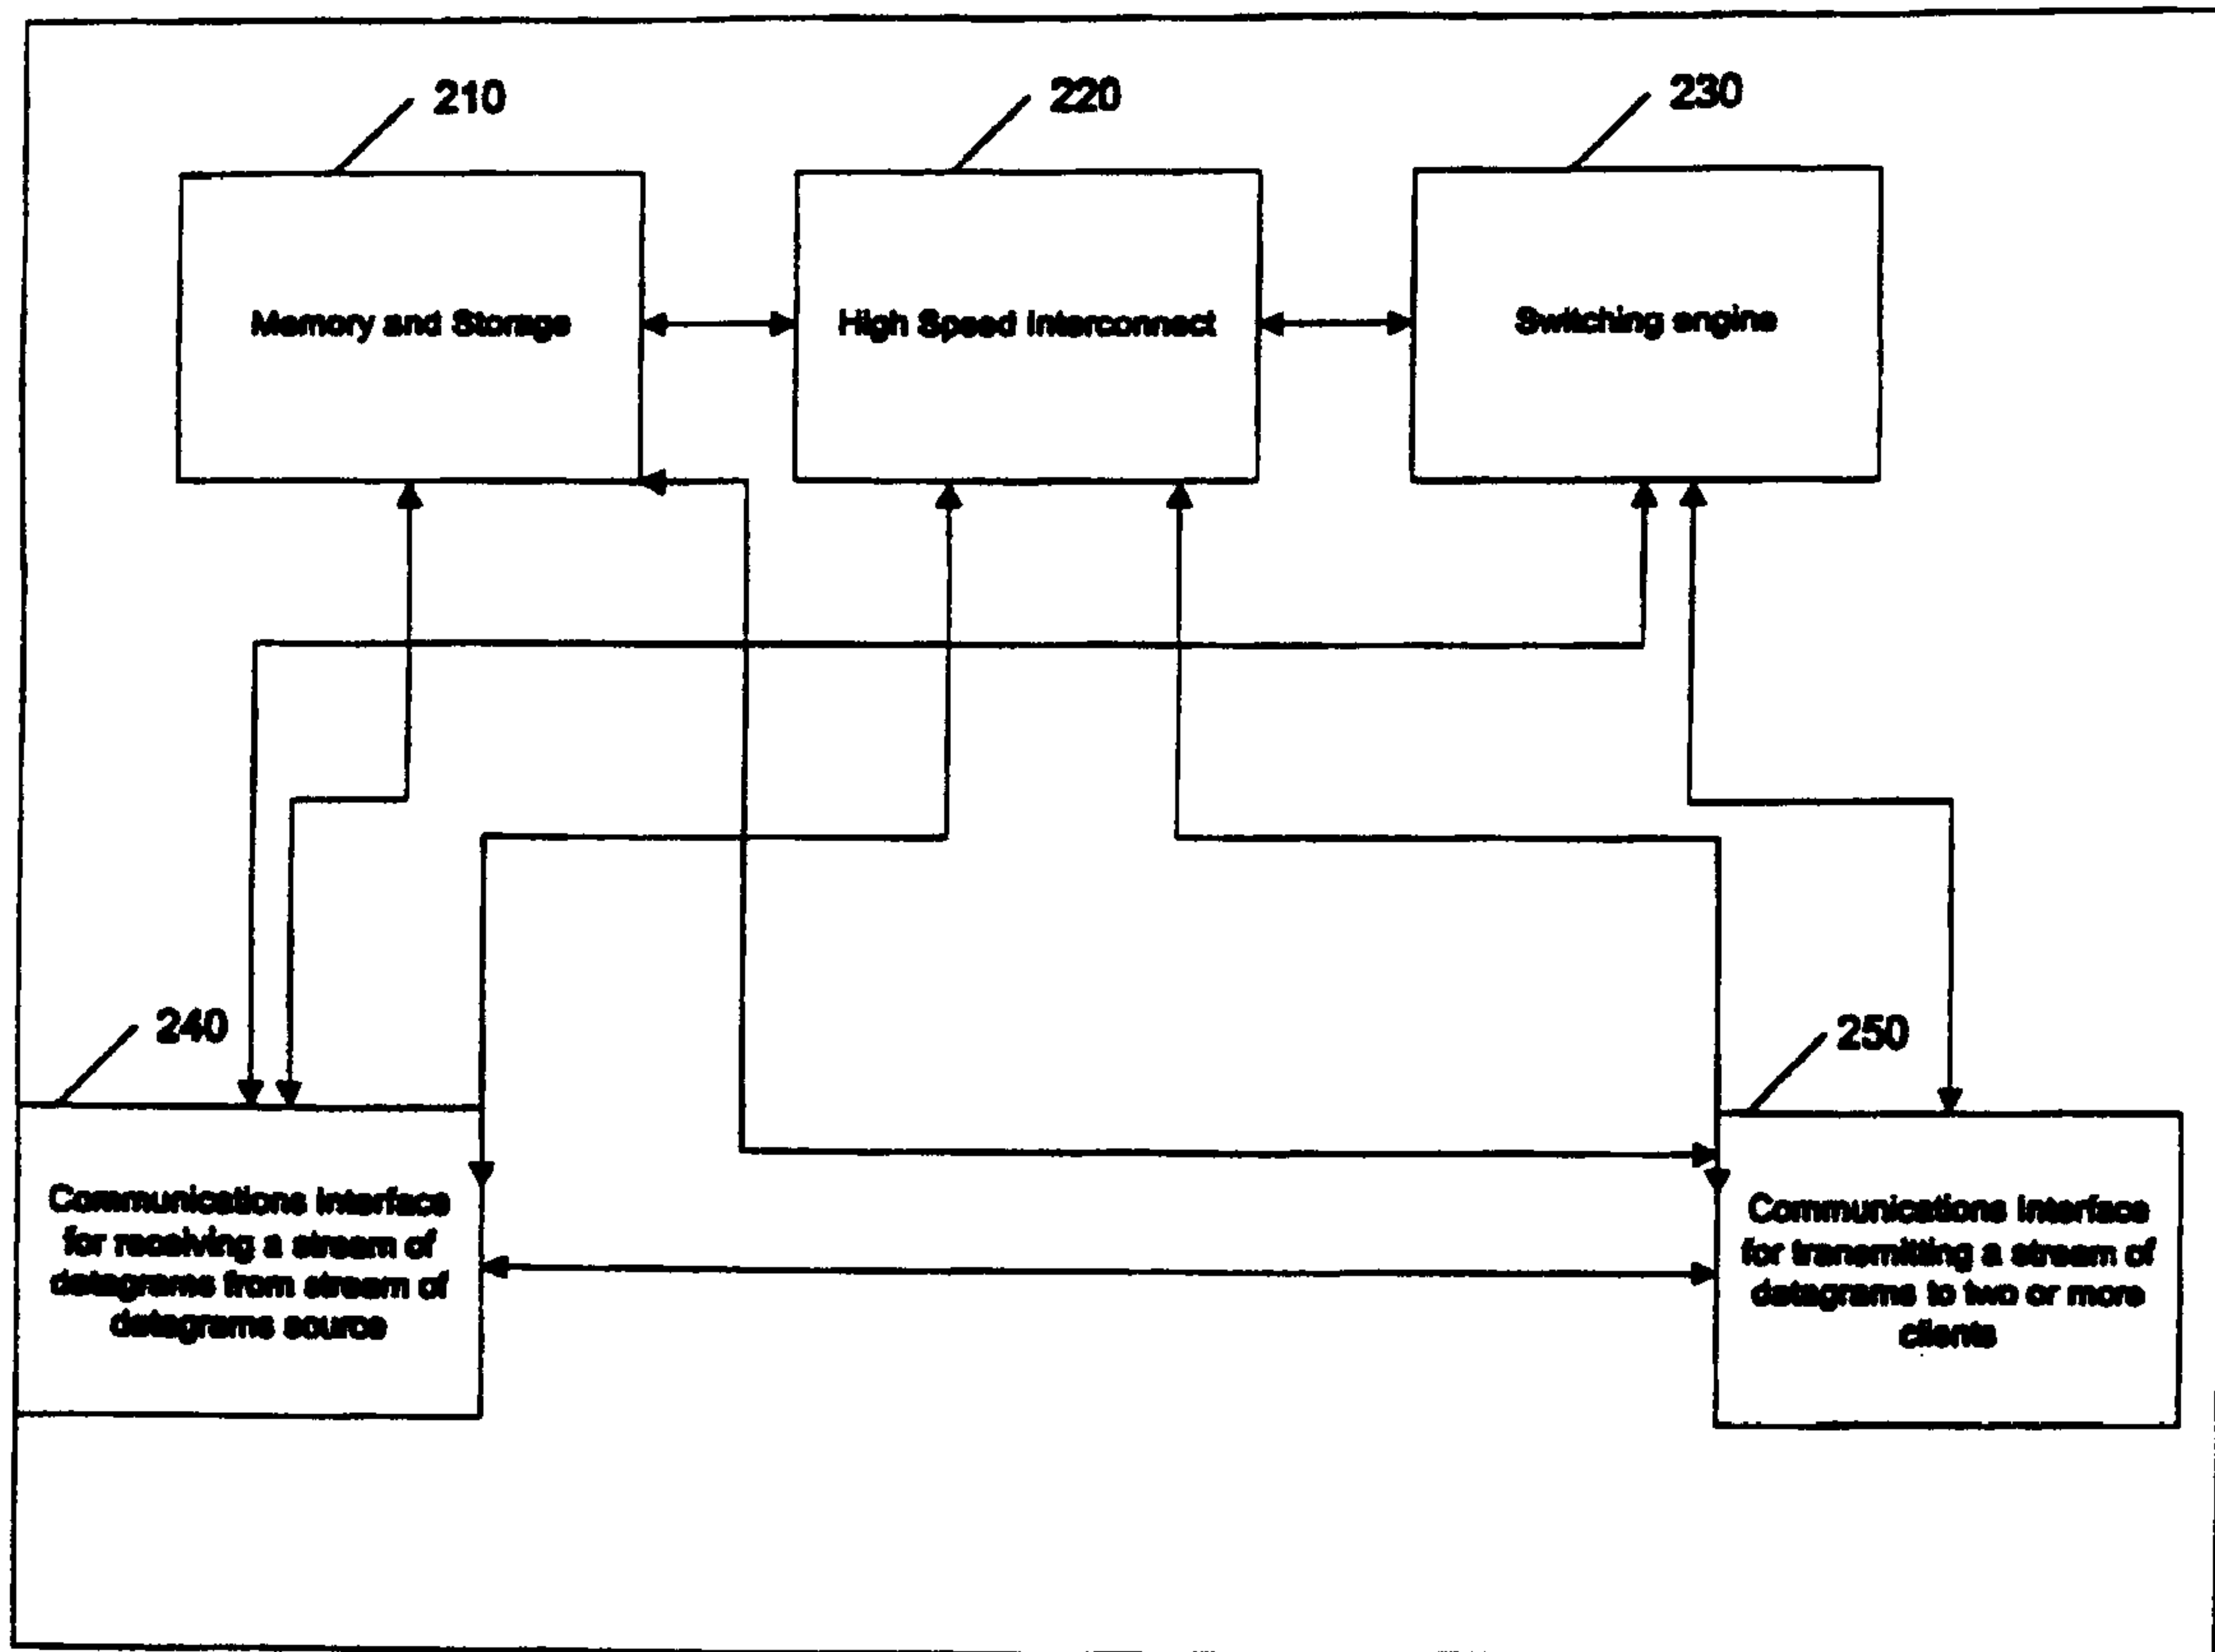 210
220
230
Memory and Storage
High Speed Interconnect
Switching engine
240
250
Communications Interface
for receiving a stream of
datagrams from stream of
datagrams source
Communications Interface
for transmitting a stream of
datagrams to two or more
clients